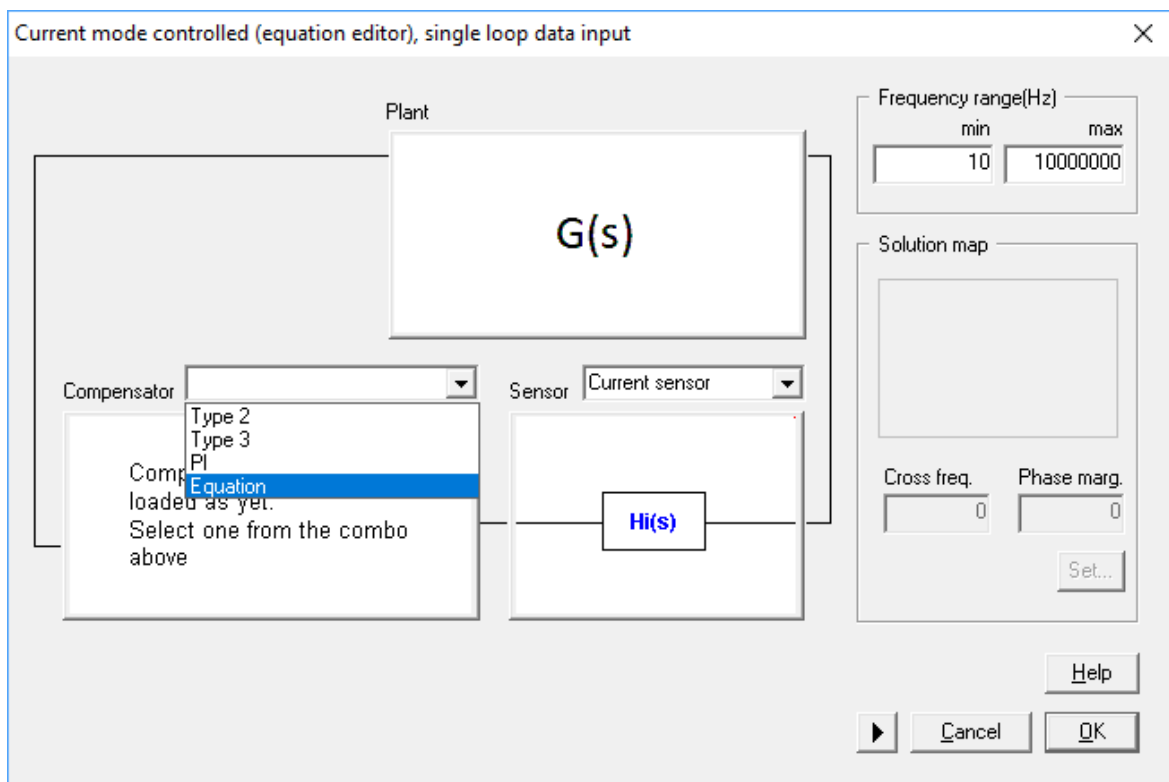 Current mode controlled (equation editor), single loop data input
Plant
G(s)
Frequency range(Hz)
min
max
10
10000000
Solution map
Compensator
Type 2
Type 3
PI
Equation
Sensor
Current sensor
loaded as yet.
Select one from the combo
above
Hi(s)
Cross freq.
Phase marg.
0
0
Set...
Help
Cancel
OK